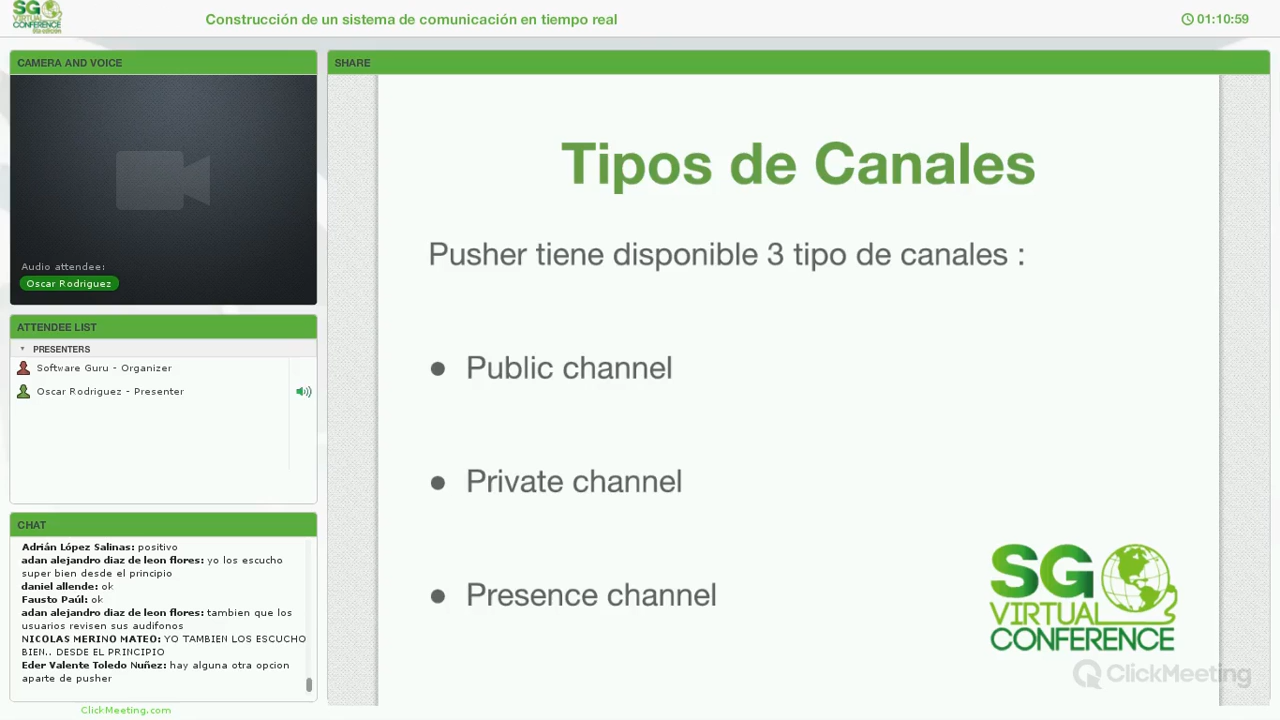 SG
VIRTUAL
CONFERENCE
Construcción de un sistema de comunicación en tiempo real
01:10:59
CAMERA AND VOICE
Audio attendee:
Oscar Rodriguez
ATTENDEE LIST
PRESENTERS
Software Guru - Organizer
Oscar Rodriguez - Presenter
CHAT
Adrián López Salinas: positivo
adan alejandro diaz de leon flores: yo los escucho
super bien desde el principio
daniel allende: ok
Fausto Paúl: ok
adan alejandro diaz de leon flores: tambien que los
usuarios revisen sus audifonos
NICOLAS MERINO MATEO: YO TAMBIEN LOS ESCUCHO
BIEN.. DESDE EL PRINCIPIO
Eder Valente Toledo Nuñez: hay alguna otra opcion
aparte de pusher
ClickMeeting.com
SHARE
Tipos de Canales
Pusher tiene disponible 3 tipo de canales :
● Public channel
● Private channel
● Presence channel
SG
VIRTUAL
CONFERENCE
ClickMeeting